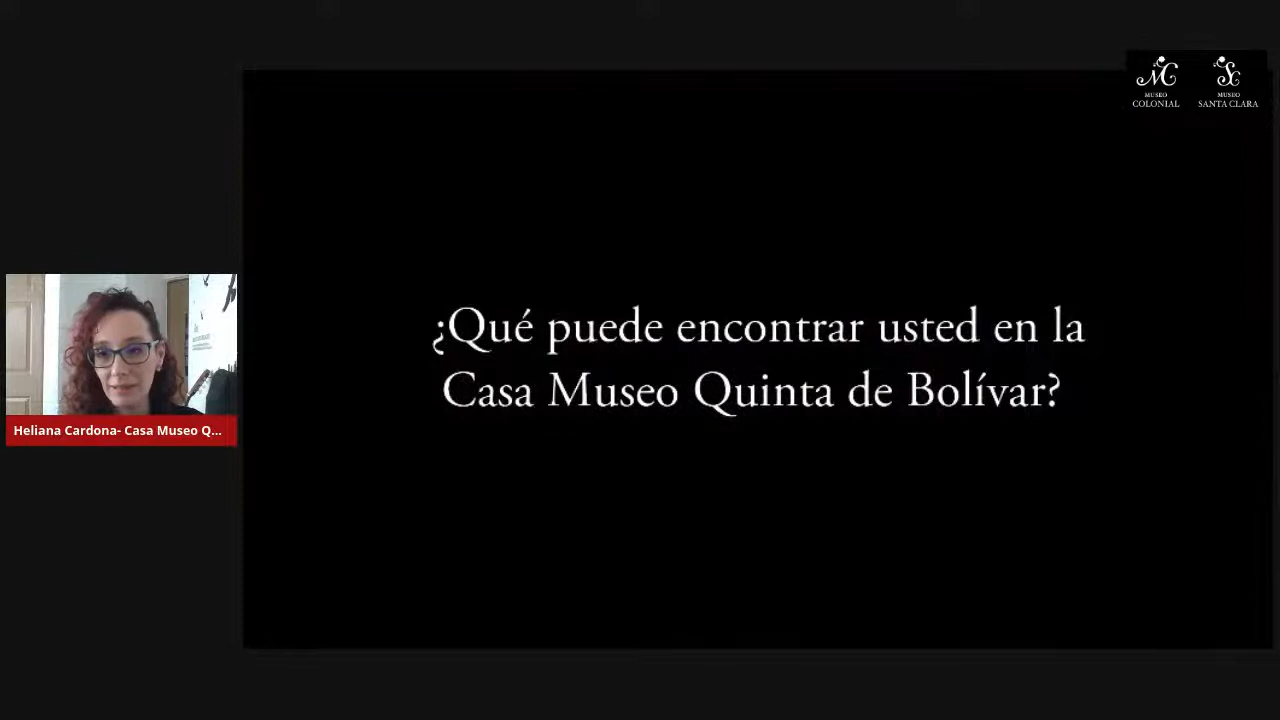 MUSEO
COLONIAL
MUSEO
SANTA CLARA
¿Qué puede encontrar usted en la
Casa Museo Quinta de Bolívar?
Heliana Cardona- Casa Museo Q...